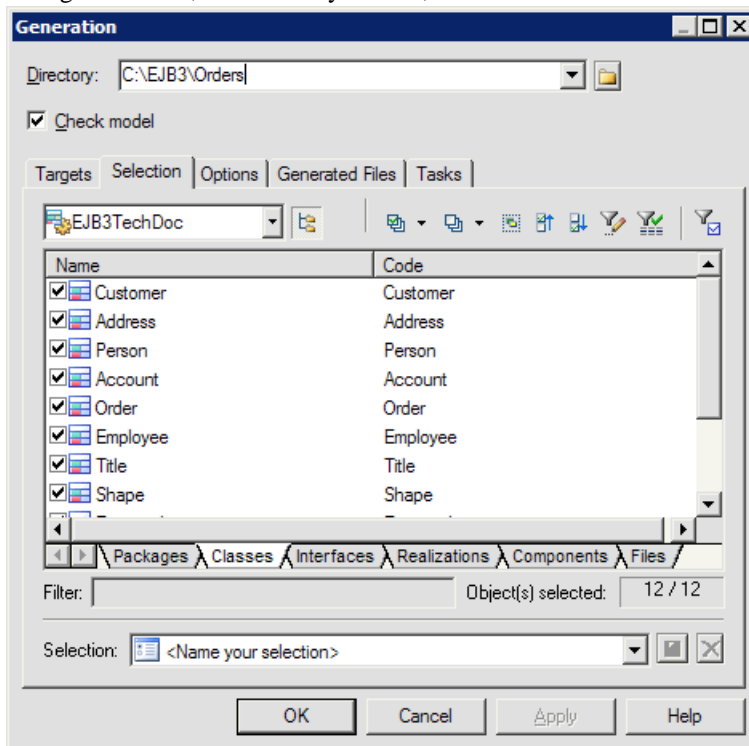 Generation
Directory: C:\EJB3\Orders
Check model
Targets Selection Options Generated Files Tasks
EJB3TechDoc
Name Code
Customer Customer
Address Address
Person Person
Account Account
Order Order
Employee Employee
Title Title
Shape Shape
Packages Classes Interfaces Realizations Components Files
Filter: Object(s) selected: 12 / 12
Selection: <Name your selection>
OK Cancel Apply Help